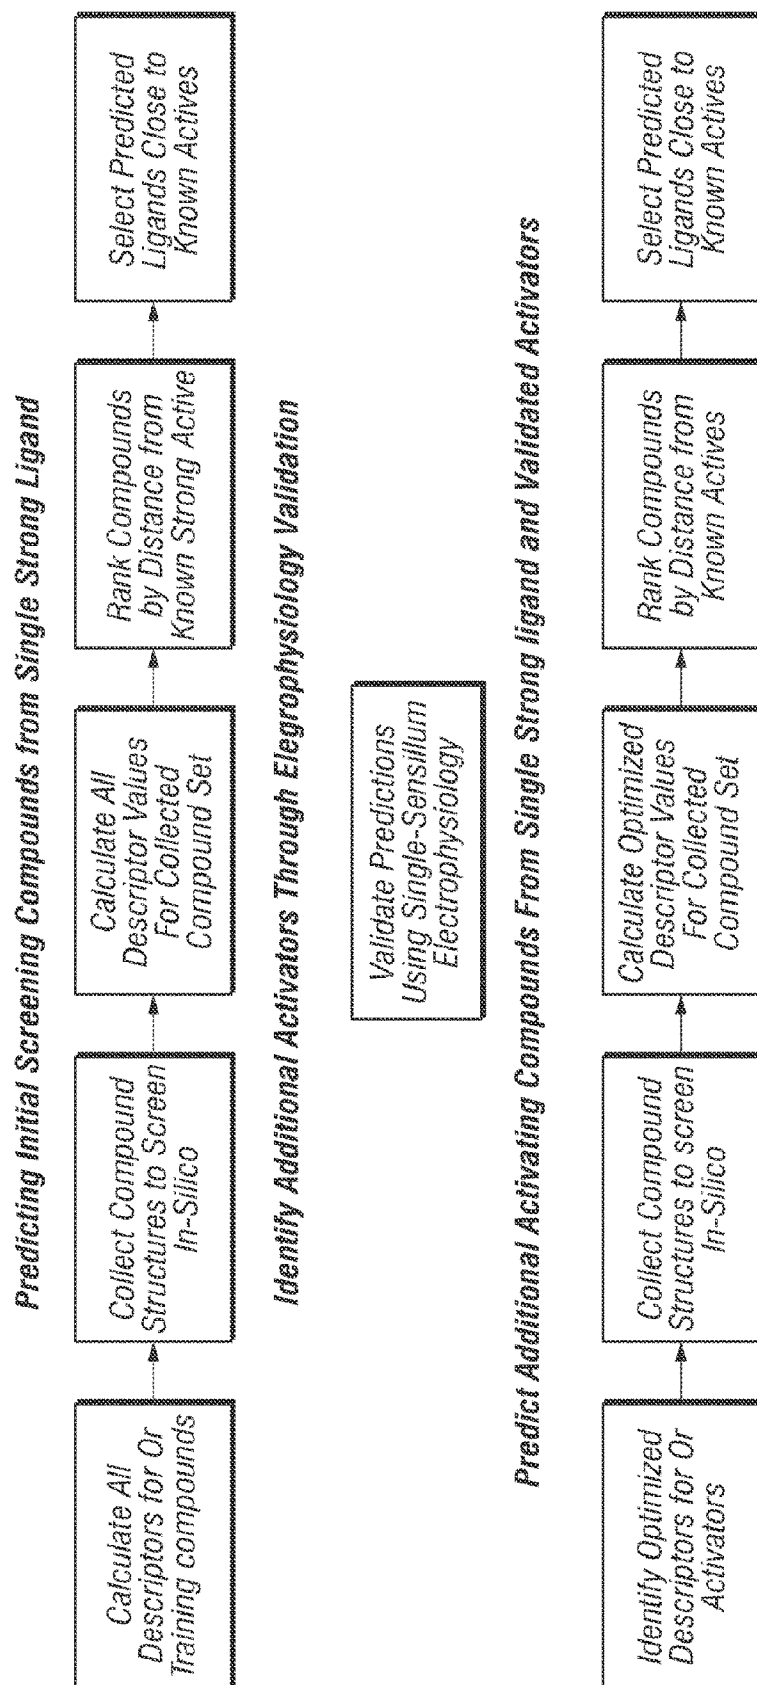 Predicting Initial Screening Compounds from Single Strong Ligand
Calculate All
Descriptors for Or
Training compounds
Collect Compound
Structures to Screen
In-Silico
Calculate All
Descriptor Values
For Collected
Compound Set
Rank Compounds
by Distance from
Known Strong Active
Select Predicted
Ligands Close to
Known Actives
Identify Additional Activators Through Elegrophysiology Validation
Validate Predictions
Using Single-Sensillum
Electrophysiology
Predict Additional Activating Compounds From Single Strong ligand and Validated Activators
Identify Optimized
Descriptors for Or
Activators
Collect Compound
Structures to screen
In-Silico
Calculate Optimized
Descriptor Values
For Collected
Compound Set
Rank Compounds
by Distance from
Known Actives
Select Predicted
Ligands Close to
Known Actives